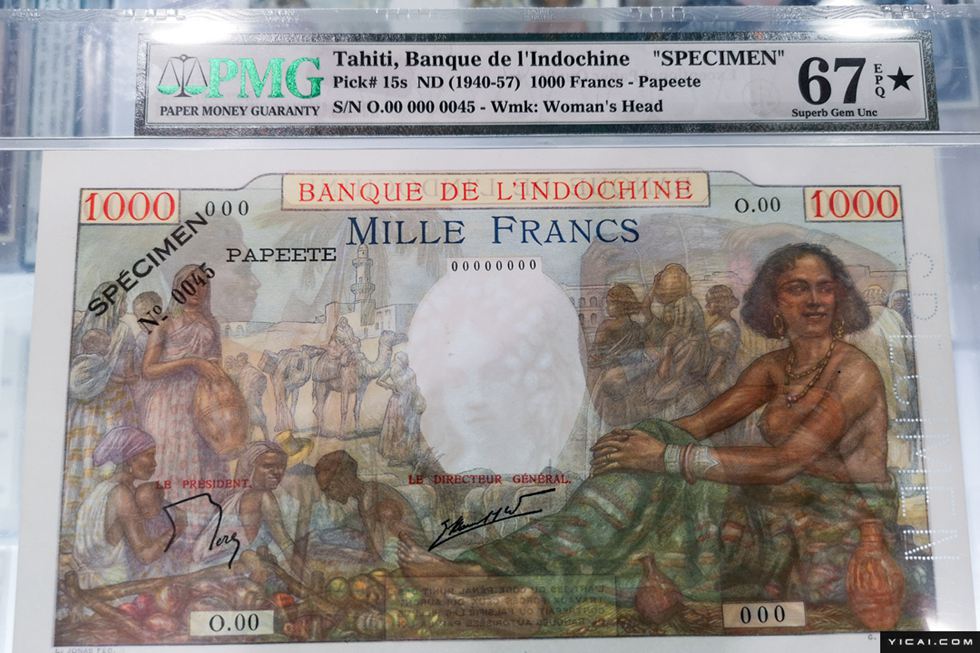 PMG
PAPER MONEY GUARANTY
Tahiti, Banque de l'Indochine "SPECIMEN"
Pick# 15s ND (1940-57) 1000 Francs - Papeete
S/N O.00 000 0045 - Wmk: Woman's Head
67 EPQ ★
Superb Gem Unc
1000
000
BANQUE DE L'INDOCHINE
O.00
1000
MILLE FRANCS
SPÉCIMEN
No. 0045
PAPEETE
00000000
LE PRÉSIDENT.
LE DIRECTEUR GÉNÉRAL.
SPECIMEN
O.00
000
YICAI.COM